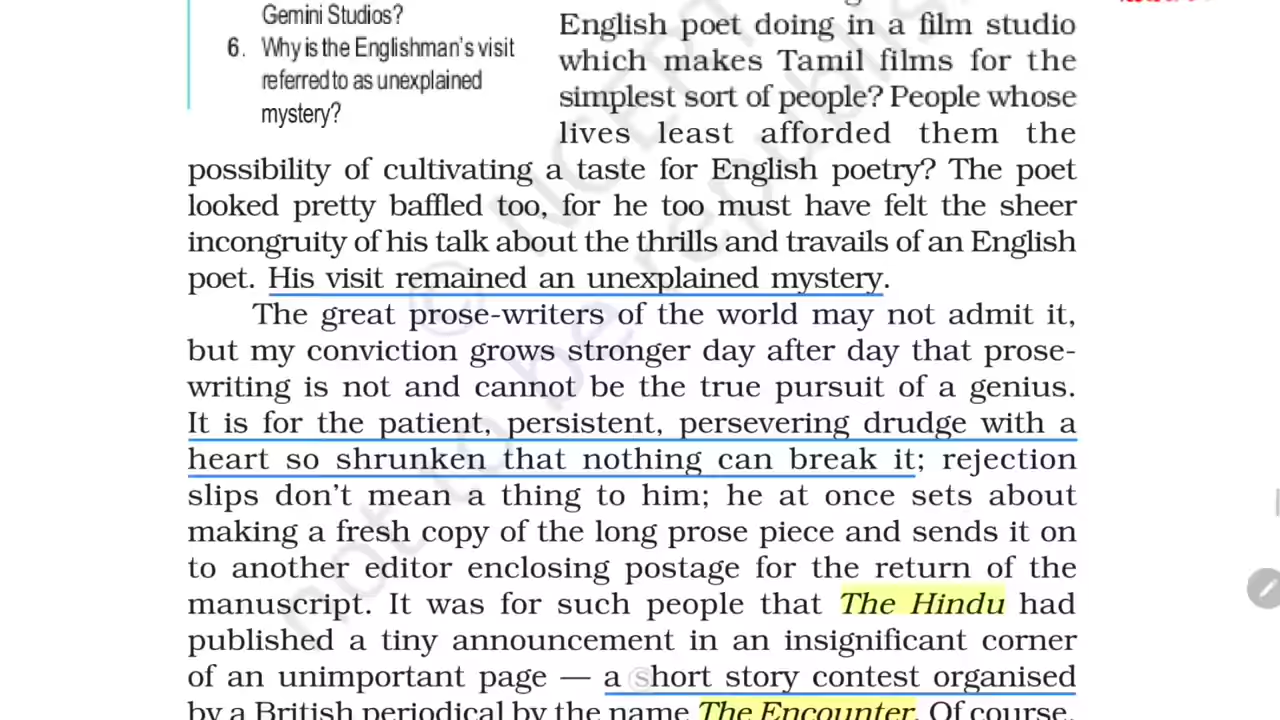 Gemini Studios?
6. Why is the Englishman's visit
referred to as unexplained
mystery?
English poet doing in a film studio
which makes Tamil films for the
simplest sort of people? People whose
lives least afforded them the
possibility of cultivating a taste for English poetry? The poet
looked pretty baffled too, for he too must have felt the sheer
incongruity of his talk about the thrills and travails of an English
poet. His visit remained an unexplained mystery.
The great prose-writers of the world may not admit it,
but my conviction grows stronger day after day that prose-
writing is not and cannot be the true pursuit of a genius.
It is for the patient, persistent, persevering drudge with a
heart so shrunken that nothing can break it; rejection
slips don't mean a thing to him; he at once sets about
making a fresh copy of the long prose piece and sends it on
to another editor enclosing postage for the return of the
manuscript. It was for such people that The Hindu had
published a tiny announcement in an insignificant corner
of an unimportant page — a short story contest organised
by a British periodical by the name The Encounter. Of course,
© NCERT
not to be republished